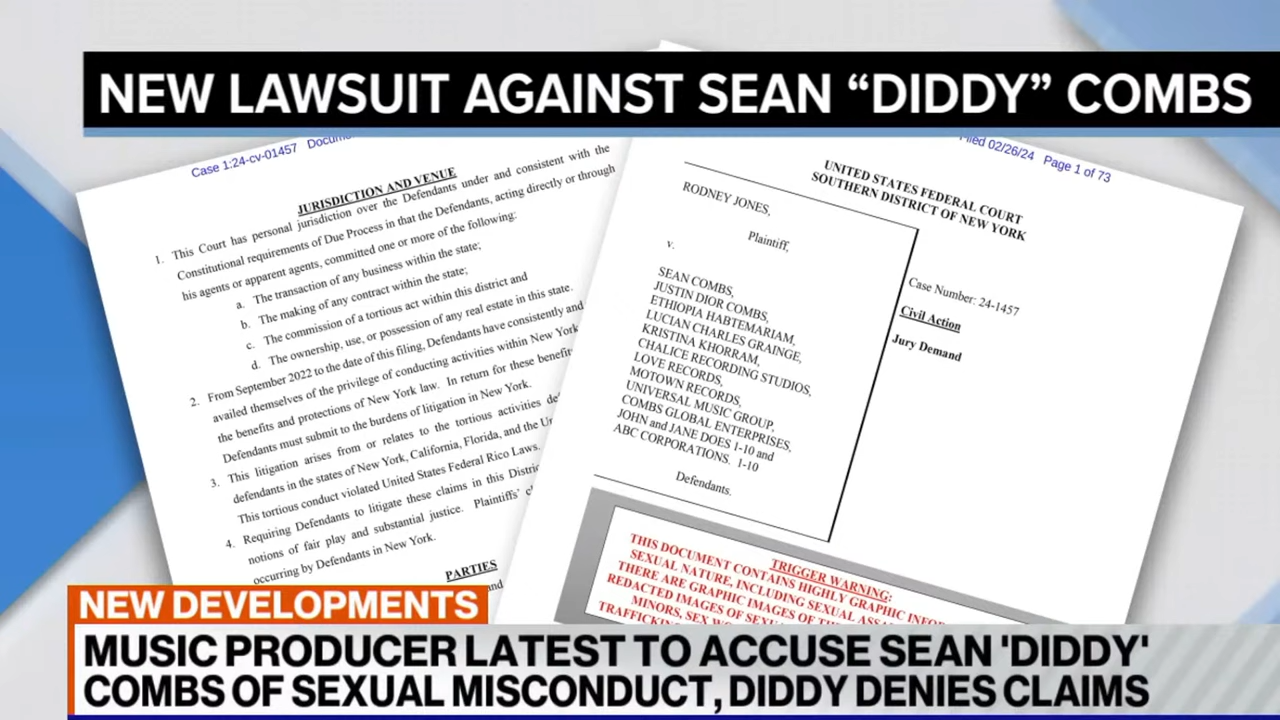 NEW LAWSUIT AGAINST SEAN “DIDDY” COMBS
Case 1:24-cv-01457
JURISDICTION AND VENUE
1. This Court has personal jurisdiction over the Defendants under and consistent with the
Constitutional requirements of Due Process in that the Defendants, acting directly or through
his agents or apparent agents, committed one or more of the following:
a. The transaction of any business within the state;
b. The making of any contract within the state;
c. The commission of a tortious act within this district and
d. The ownership, use, or possession of any real estate in this state.
2. From September 2022 to the date of this filing, Defendants have consistently and
availed themselves of the privilege of conducting activities within New York
the benefits and protections of New York law. In return for these
Defendants must submit to the burdens of litigation in New York.
3. This litigation arises from or relates to the tortious activities
defendants in the states of New York, California, Florida, and the
This tortious conduct violated United States Federal Rico Laws.
4. Requiring Defendants to litigate these claims in this
notions of fair play and substantial justice. Plaintiffs'
occurring by Defendants in New York.
PARTIES
and
Filed 02/26/24 Page 1 of 73
UNITED STATES FEDERAL COURT
SOUTHERN DISTRICT OF NEW YORK
RODNEY JONES,
Plaintiff,
v.
SEAN COMBS,
JUSTIN DIOR COMBS,
ETHIOPIA HABTEMARIAM,
LUCIAN CHARLES GRAINGE,
KRISTINA KHORRAM,
CHALICE RECORDING STUDIOS,
LOVE RECORDS,
MOTOWN RECORDS,
UNIVERSAL MUSIC GROUP,
COMBS GLOBAL ENTERPRISES,
JOHN and JANE DOES 1-10 and
ABC CORPORATIONS. 1-10
Defendants.
Case Number: 24-1457
Civil Action
Jury Demand
TRIGGER WARNING:
THIS DOCUMENT CONTAINS HIGHLY GRAPHIC
SEXUAL NATURE, INCLUDING SEXUAL
THERE ARE GRAPHIC IMAGES OF
REDACTED IMAGES OF
MINORS, SEX
NEW DEVELOPMENTS
MUSIC PRODUCER LATEST TO ACCUSE SEAN 'DIDDY'
COMBS OF SEXUAL MISCONDUCT, DIDDY DENIES CLAIMS